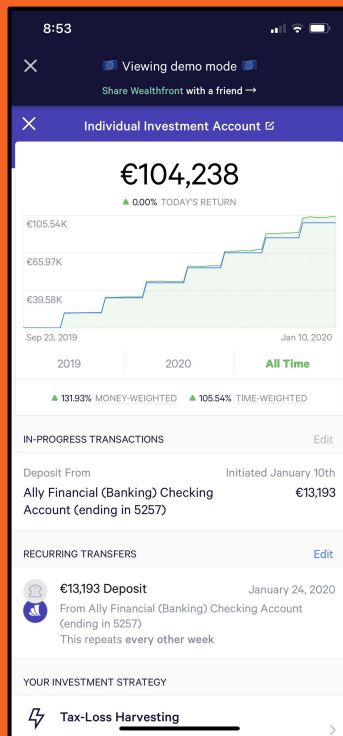 8:53
Viewing demo mode
Share Wealthfront with a friend →
Individual Investment Account
€104,238
0.00% TODAY'S RETURN
€105.54K
€65.97K
€39.58K
Sep 23, 2019 Jan 10, 2020
2019 2020 All Time
131.93% MONEY-WEIGHTED 105.54% TIME-WEIGHTED
IN-PROGRESS TRANSACTIONS Edit
Deposit From Initiated January 10th
Ally Financial (Banking) Checking €13,193
Account (ending in 5257)
RECURRING TRANSFERS Edit
€13,193 Deposit January 24, 2020
From Ally Financial (Banking) Checking Account
(ending in 5257)
This repeats every other week
YOUR INVESTMENT STRATEGY
Tax-Loss Harvesting